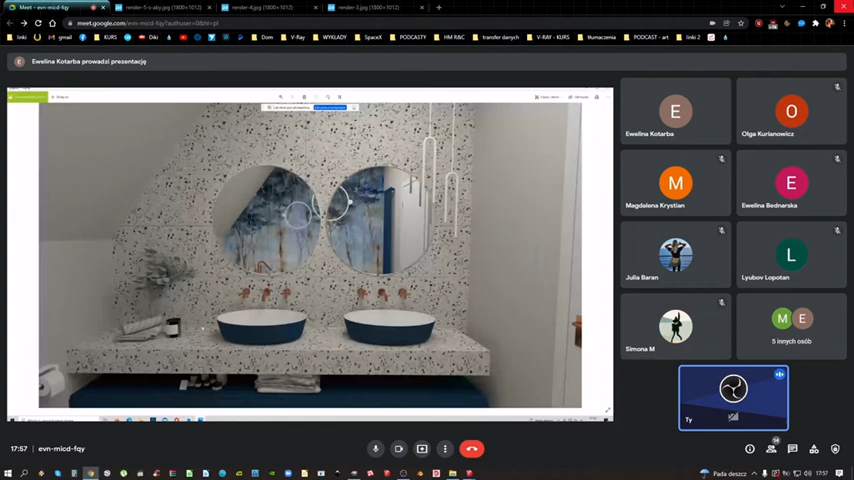 Meet – evn-micd-fqy
render-5-s-aby.jpg (1800×1012)
render-4.jpg (1800×1012)
render-3.jpg (1800×1012)
meet.google.com/evn-micd-fqy?authuser=0&hl=pl
linki
gmail
KURS
Diki
Dom
V-Ray
WYKŁADY
SpaceX
PODCASTY
HM R&C
transfer danych
V-RAY - KURS
tłumaczenia
PODCAST - art
linki 2
Ewelina Kotarba prowadzi prezentację
E
Ewelina Kotarba
O
Olga Kurianowicz
M
Magdalena Krystian
E
Ewelina Bednarska
Julia Baran
L
Lyubov Lopotan
Simona M
M E
5 innych osób
Ty
17:57
evn-micd-fqy
14
Pada deszcz
17:57